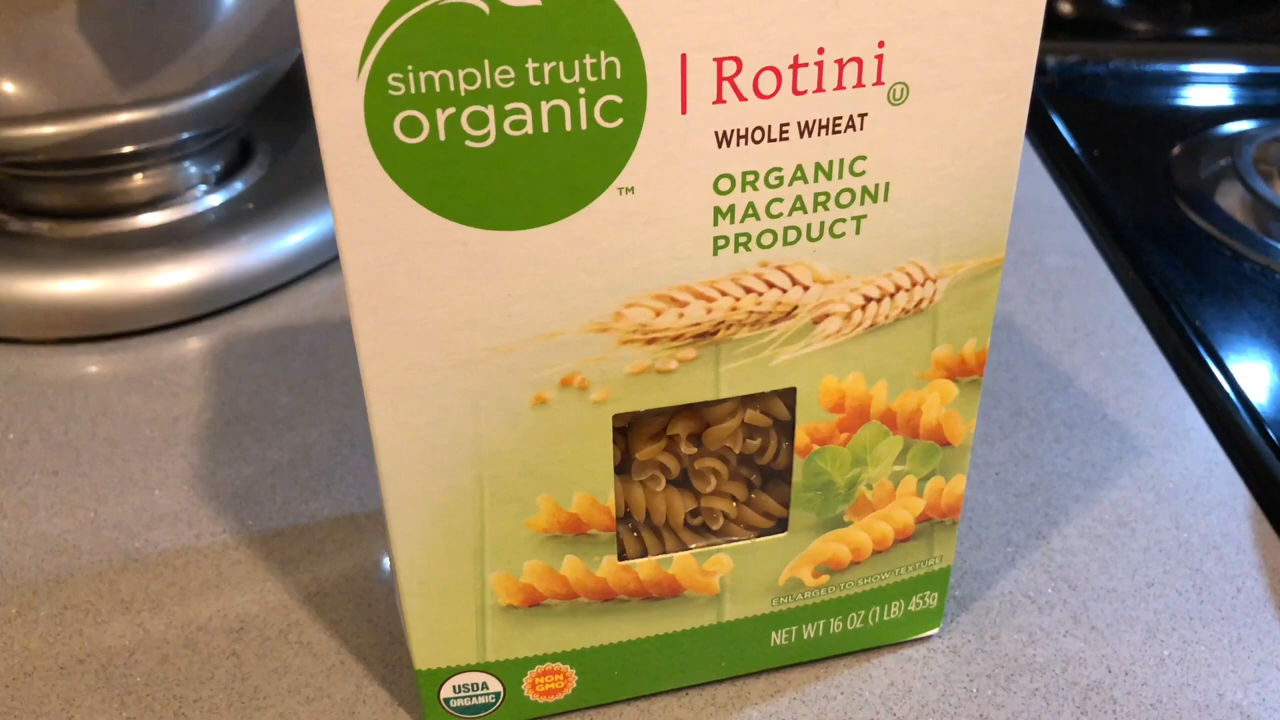 simple truth
organic
TM
| Rotini
U
WHOLE WHEAT
ORGANIC
MACARONI
PRODUCT
ENLARGED TO SHOW TEXTURE
NET WT 16 OZ (1 LB) 453g
USDA
ORGANIC
NON
GMO